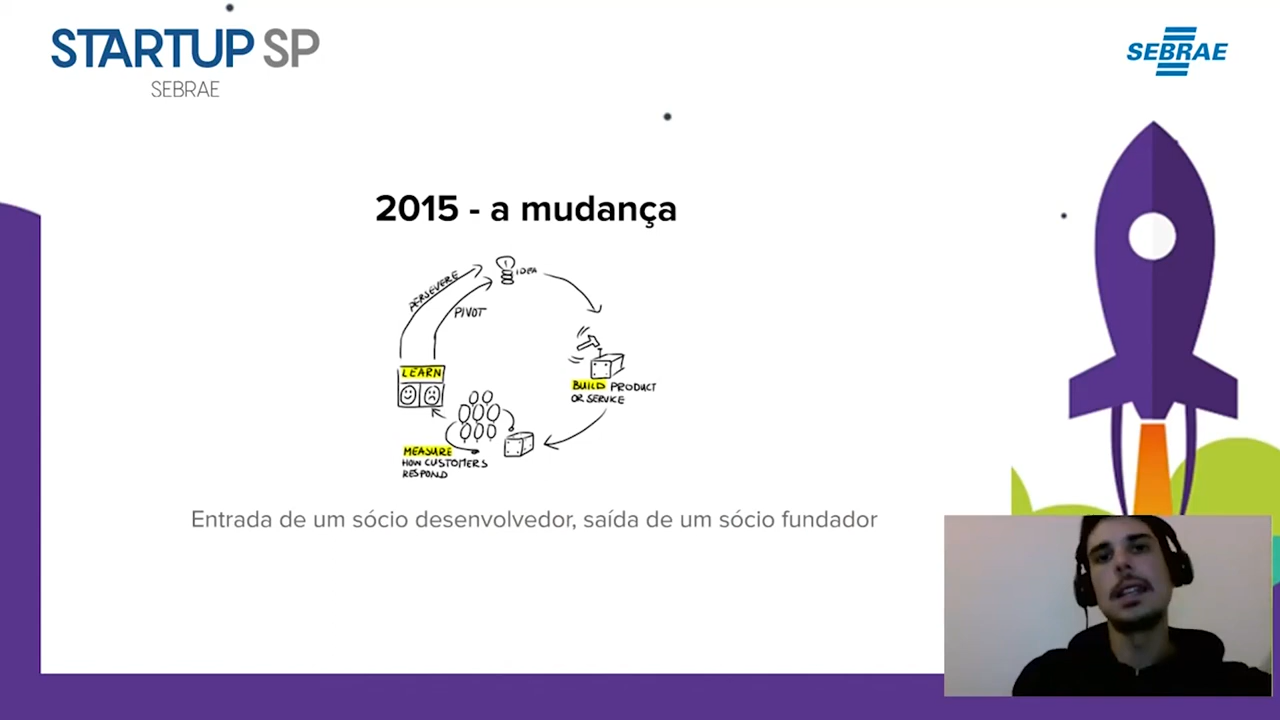 STARTUP SP
SEBRAE
SEBRAE
2015 - a mudança
PERSEVERE
IDEA
PIVOT
LEARN
BUILD PRODUCT
OR SERVICE
MEASURE
HOW CUSTOMERS
RESPOND
Entrada de um sócio desenvolvedor, saída de um sócio fundador